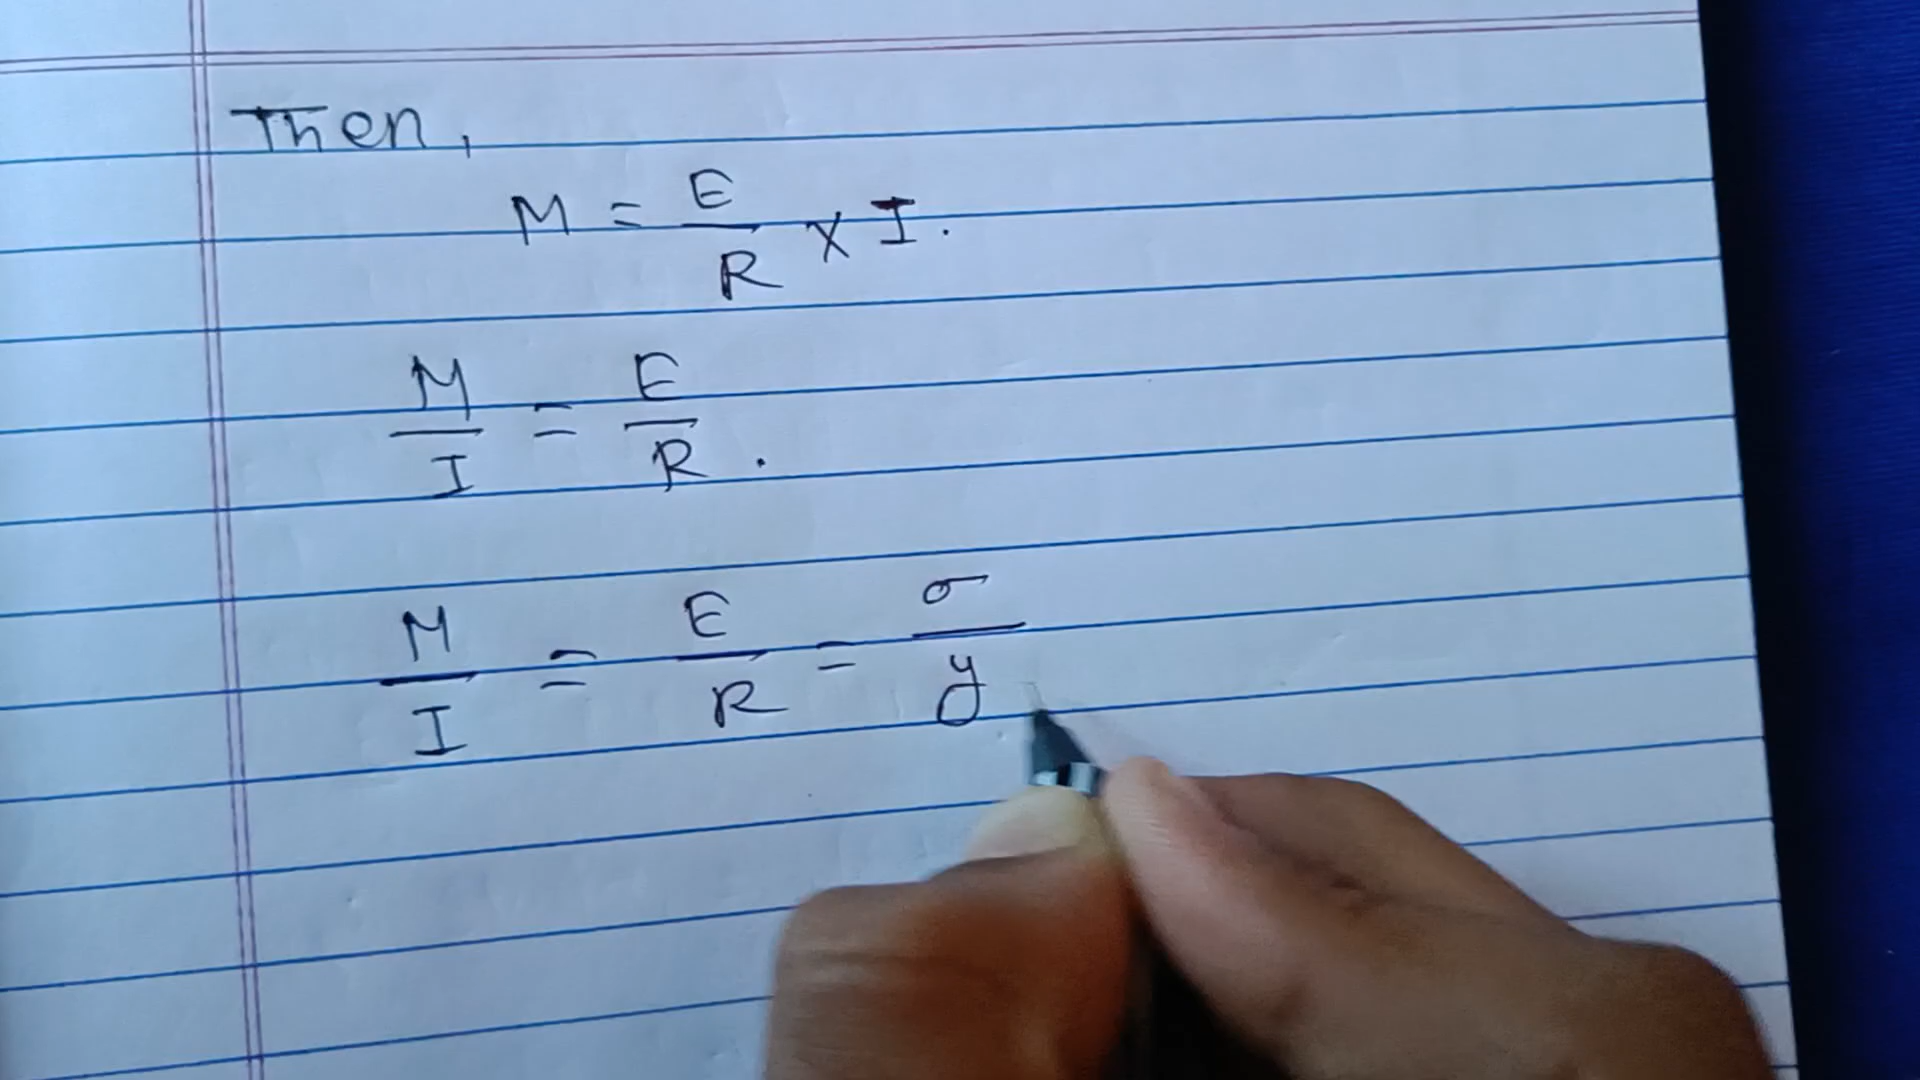 Then,
M = E/R × I.
M/I = E/R.
M/I = E/R = σ/y